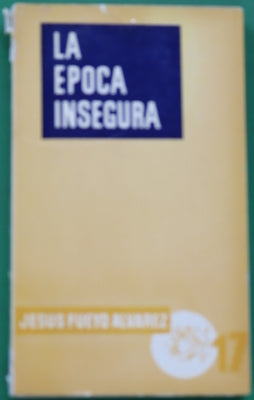 LA
EPOCA
INSEGURA
JESUS PUEYO ALVAREZ
17